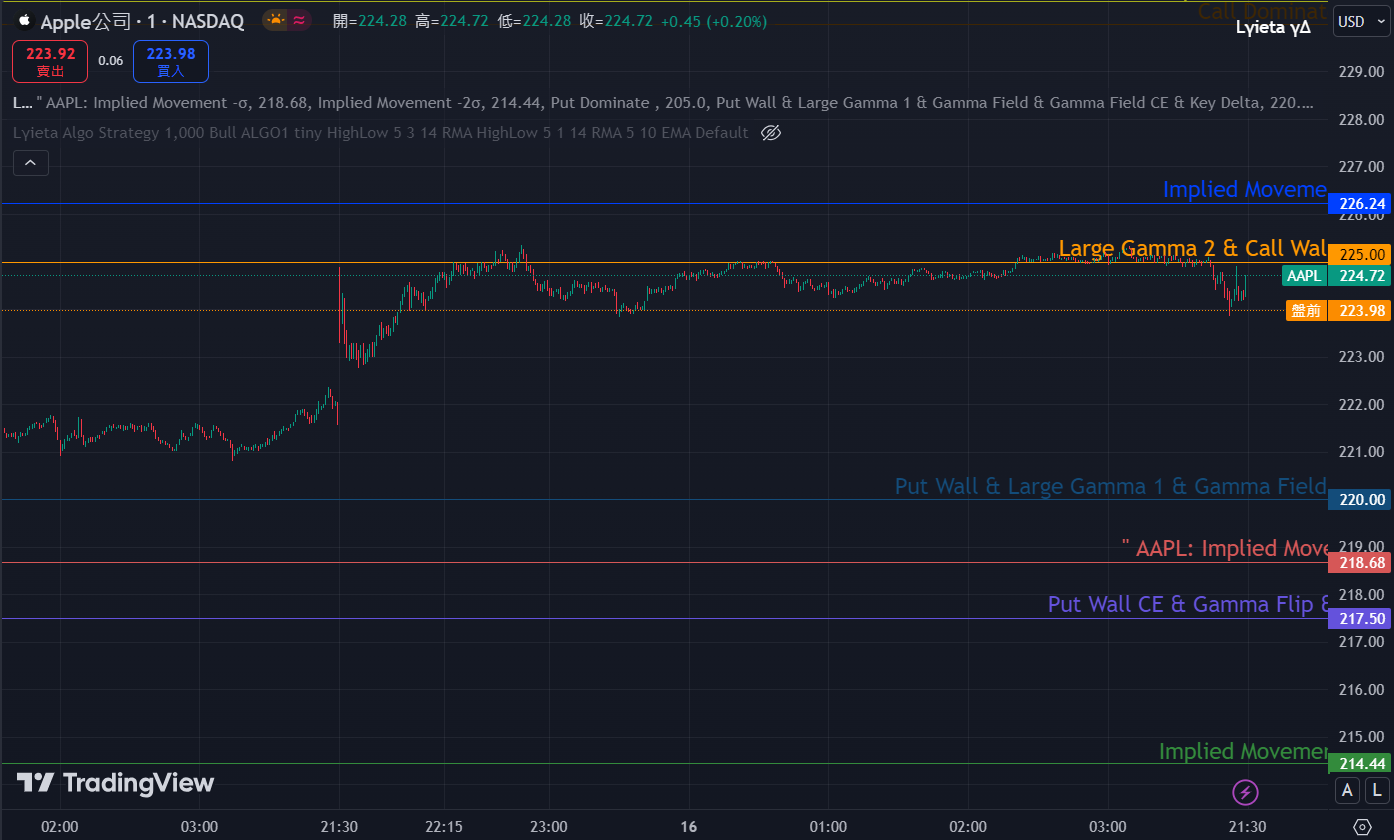 Apple公司 · 1 · NASDAQ 開=224.28 高=224.72 低=224.28 收=224.72 +0.45 (+0.20%)
Call Dominat
Lyieta γΔ
USD
223.92
賣出
0.06
223.98
買入
229.00
L... " AAPL: Implied Movement -σ, 218.68, Implied Movement -2σ, 214.44, Put Dominate , 205.0, Put Wall & Large Gamma 1 & Gamma Field & Gamma Field CE & Key Delta, 220....
228.00
Lyieta Algo Strategy 1,000 Bull ALGO1 tiny HighLow 5 3 14 RMA HighLow 5 1 14 RMA 5 10 EMA Default
227.00
Implied Moveme
226.24
226.00
Large Gamma 2 & Call Wal
225.00
AAPL 224.72
盤前 223.98
223.00
222.00
221.00
Put Wall & Large Gamma 1 & Gamma Field
220.00
219.00
" AAPL: Implied Move
218.68
218.00
Put Wall CE & Gamma Flip &
217.50
217.00
216.00
215.00
Implied Movemen
214.44
TradingView
A L
02:00 03:00 21:30 22:15 23:00 16 01:00 02:00 03:00 21:30